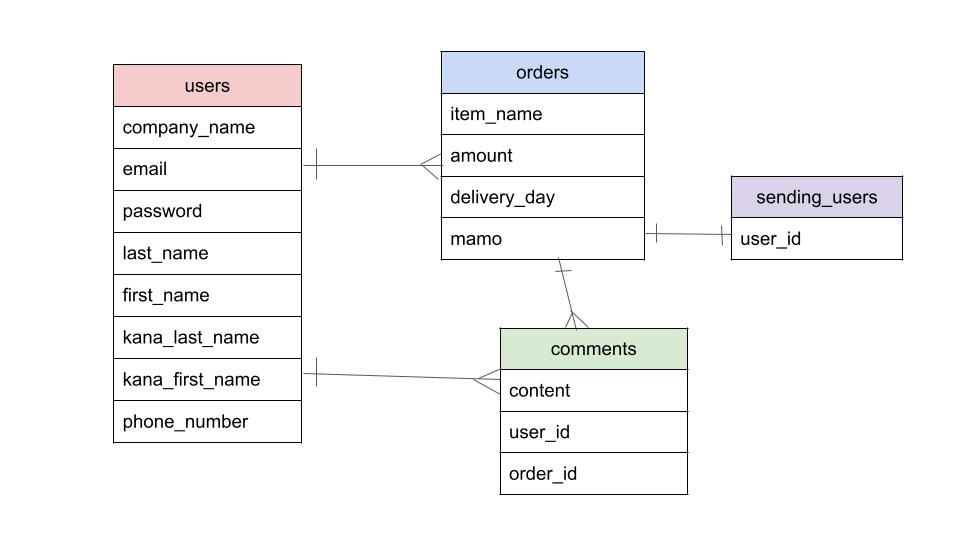 users
company_name
email
password
last_name
first_name
kana_last_name
kana_first_name
phone_number
orders
item_name
amount
delivery_day
mamo
sending_users
user_id
comments
content
user_id
order_id